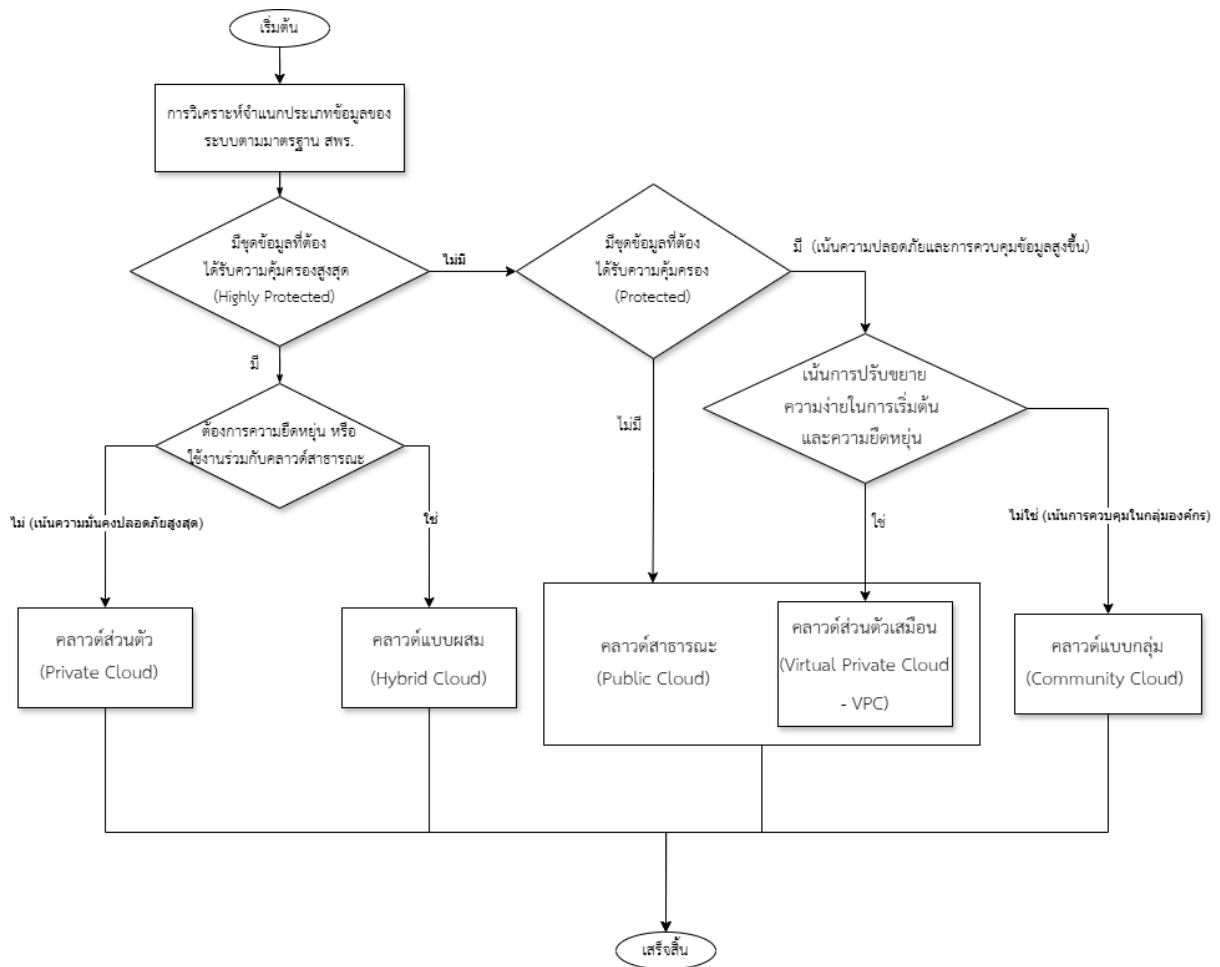 เริ่มต้น
การวิเคราะห์จำแนกประเภทข้อมูลของ
ระบบตามมาตรฐาน สพร.
มีชุดข้อมูลที่ต้อง
ได้รับความคุ้มครองสูงสุด
(Highly Protected)
ไม่มี
มีชุดข้อมูลที่ต้อง
ได้รับความคุ้มครอง
(Protected)
มี (เน้นความปลอดภัยและการควบคุมข้อมูลสูงขึ้น)
มี
ไม่มี
เน้นการปรับขยาย
ความง่ายในการเริ่มต้น
และความยืดหยุ่น
ต้องการความยืดหยุ่น หรือ
ใช้งานร่วมกับคลาวด์สาธารณะ
ไม่ (เน้นความมั่นคงปลอดภัยสูงสุด)
ใช่
ใช่
ไม่ใช่ (เน้นการควบคุมในกลุ่มองค์กร)
คลาวด์ส่วนตัว
(Private Cloud)
คลาวด์แบบผสม
(Hybrid Cloud)
คลาวด์สาธารณะ
(Public Cloud)
คลาวด์ส่วนตัวเสมือน
(Virtual Private Cloud
- VPC)
คลาวด์แบบกลุ่ม
(Community Cloud)
เสร็จสิ้น